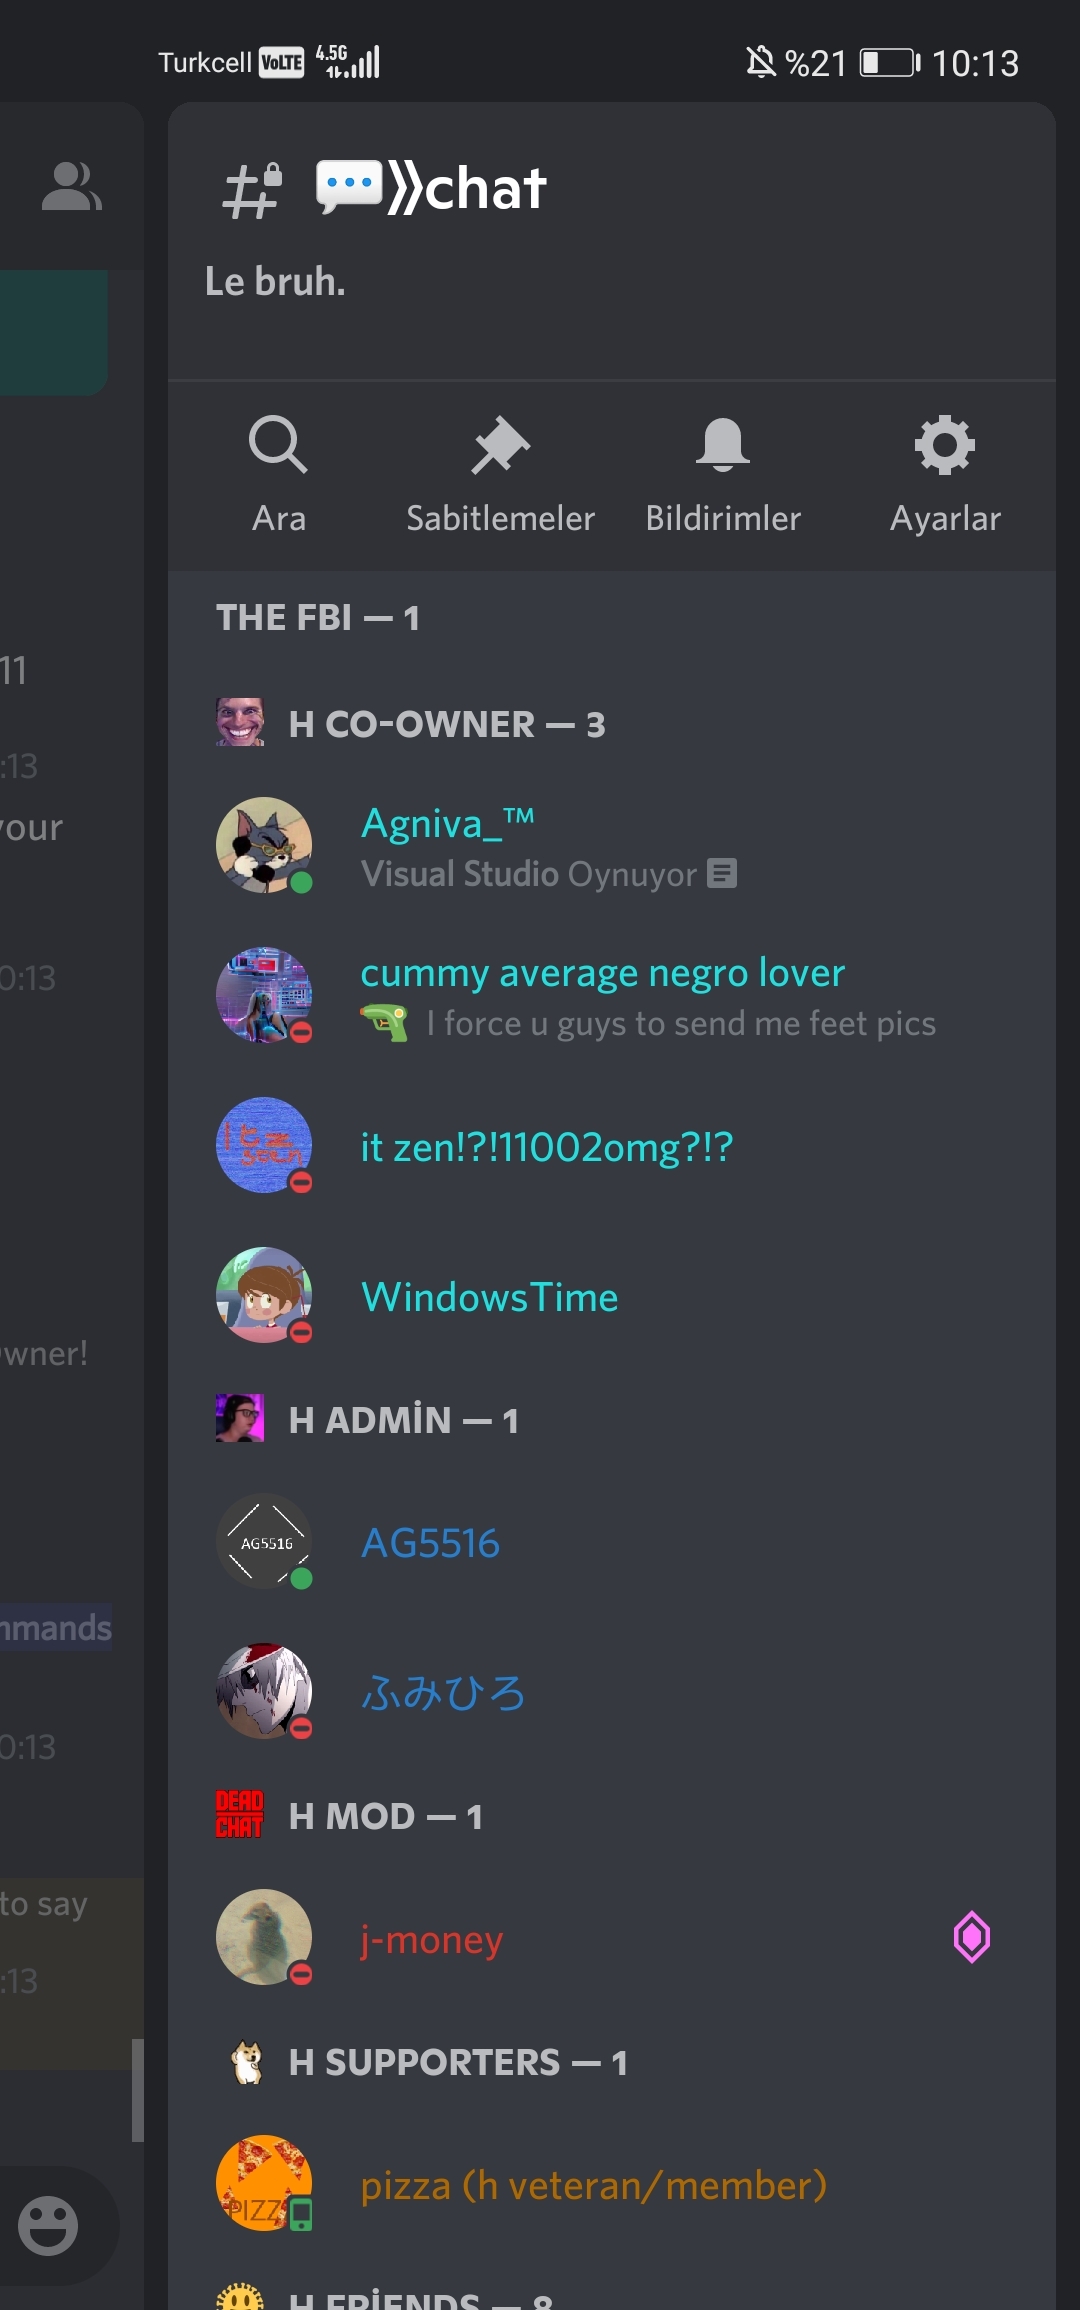 Turkcell VoLTE 4.5G %21 10:13
chat
Le bruh.
Ara Sabitlemeler Bildirimler Ayarlar
THE FBI — 1
11
H CO-OWNER — 3
:13
Agniva_™
your
Visual Studio Oynuyor
cummy average negro lover
0:13
I force u guys to send me feet pics
it zen!?!11002omg?!?
WindowsTime
Owner!
H ADMİN — 1
AG5516
AG5516
mmands
ふみひろ
0:13
DEAD
CHAT
H MOD — 1
to say
j-money
:13
H SUPPORTERS — 1
pizza (h veteran/member)
PIZZ
H FRİENDS — 8